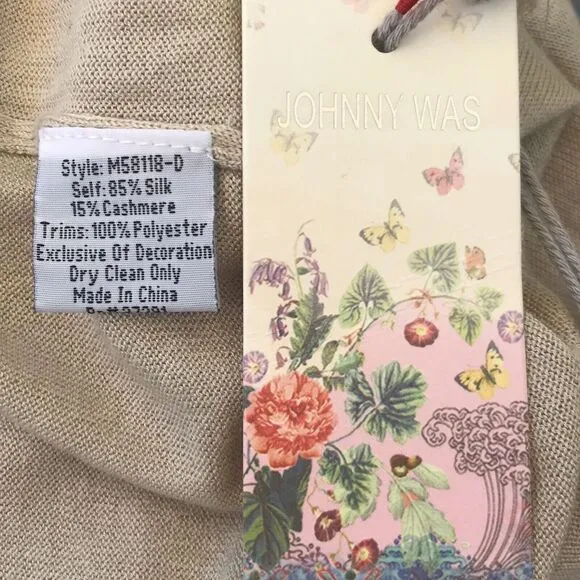 Style: M58118-D
Self: 85% Silk
15% Cashmere
Trims: 100% Polyester
Exclusive Of Decoration
Dry Clean Only
Made In China
JOHNNY WAS